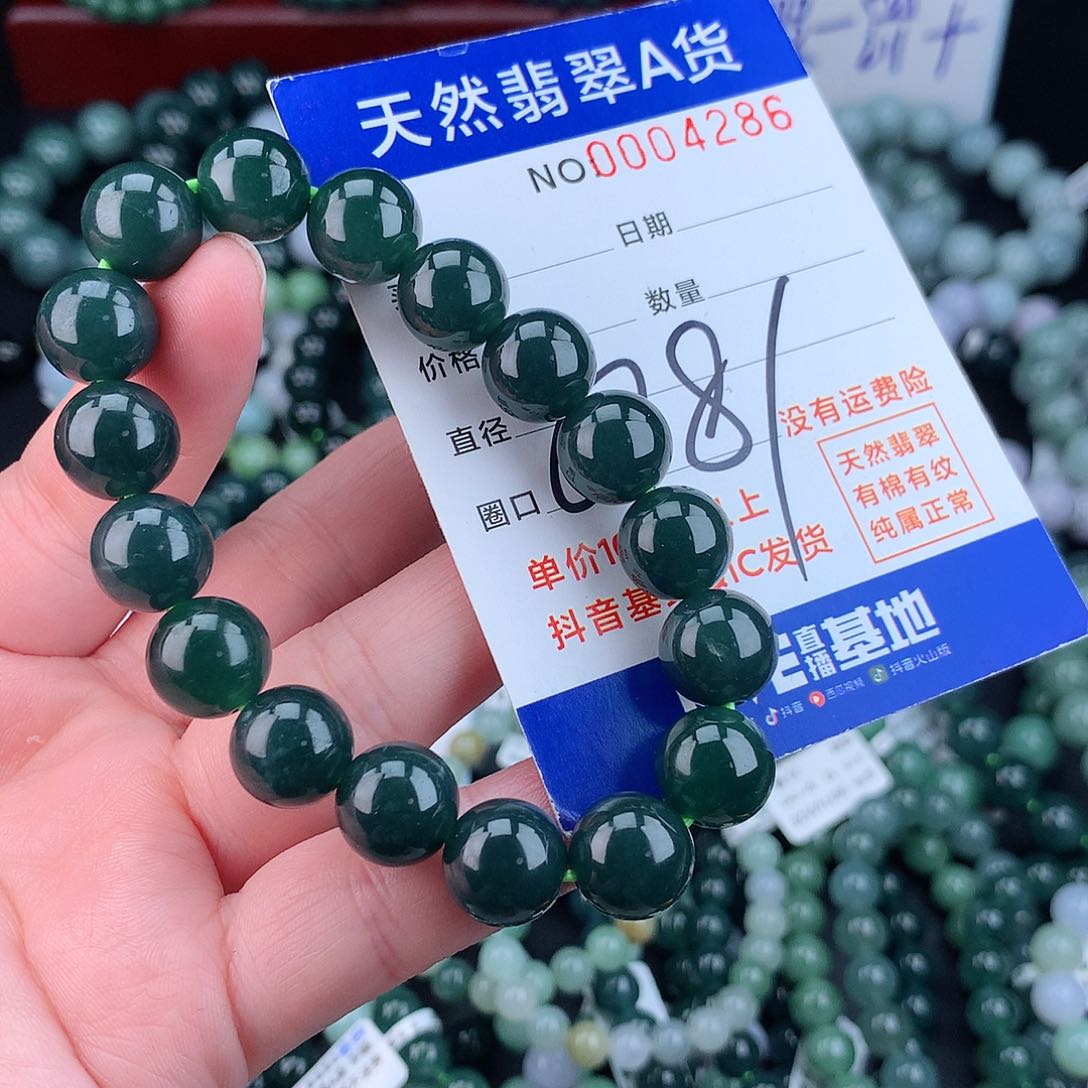 天然翡翠A货
NO0004286
日期
数量
价格
直径
圈口
81
没有运费险
天然翡翠
有棉有纹
纯属正常
单价1
上
抖音基
IC发货
直播基地
抖音 西瓜视频 抖音火山版